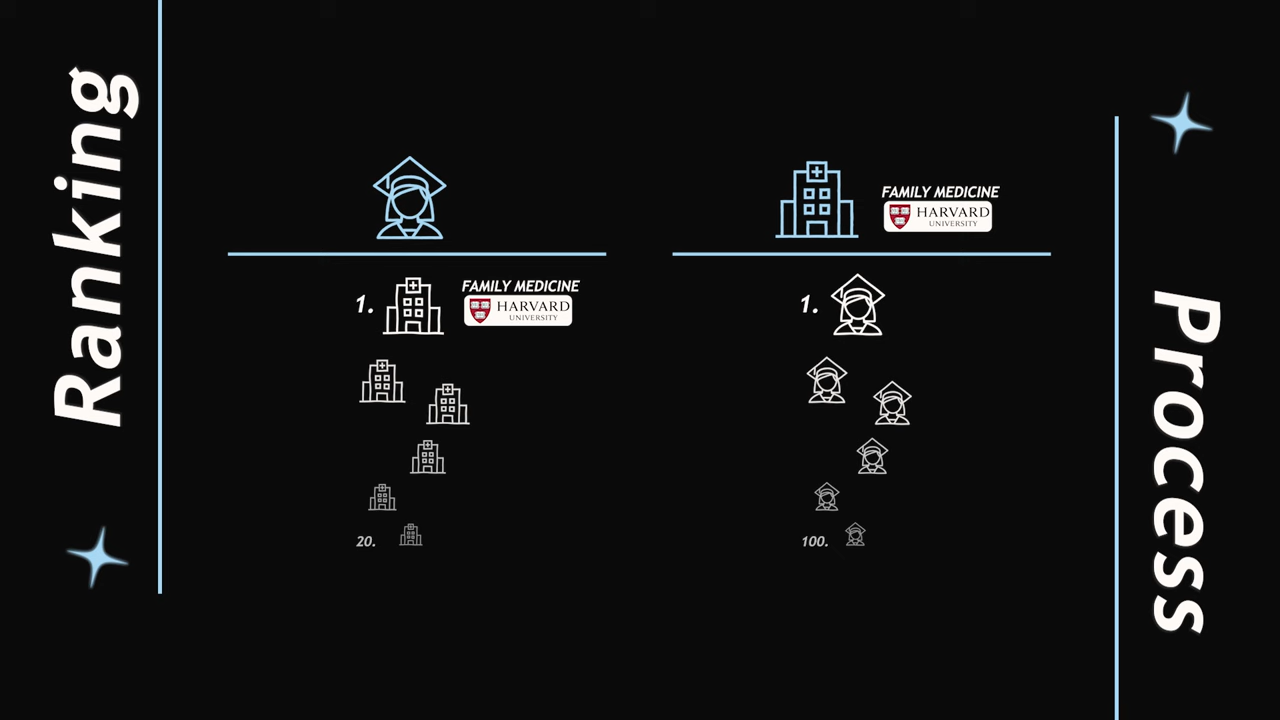 Ranking
FAMILY MEDICINE
HARVARD
UNIVERSITY
1.
FAMILY MEDICINE
HARVARD
UNIVERSITY
1.
20.
100.
Process